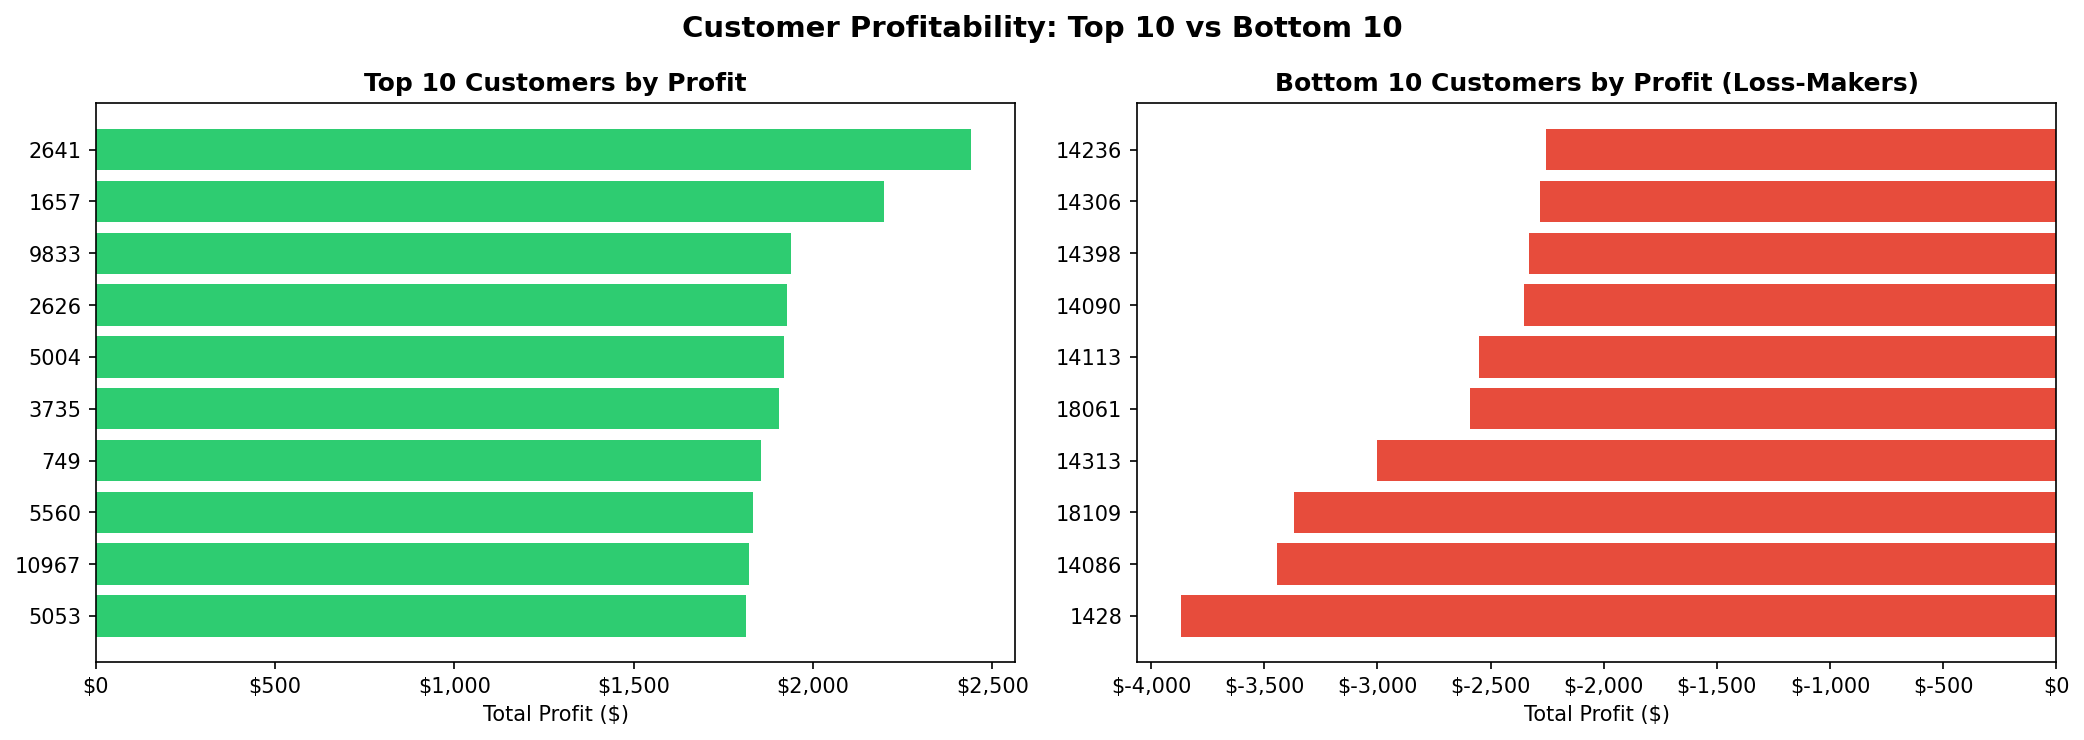 Customer Profitability: Top 10 vs Bottom 10
Top 10 Customers by Profit
2641
1657
9833
2626
5004
3735
749
5560
10967
5053
$0 $500 $1,000 $1,500 $2,000 $2,500
Total Profit ($)
Bottom 10 Customers by Profit (Loss-Makers)
14236
14306
14398
14090
14113
18061
14313
18109
14086
1428
$-4,000 $-3,500 $-3,000 $-2,500 $-2,000 $-1,500 $-1,000 $-500 $0
Total Profit ($)